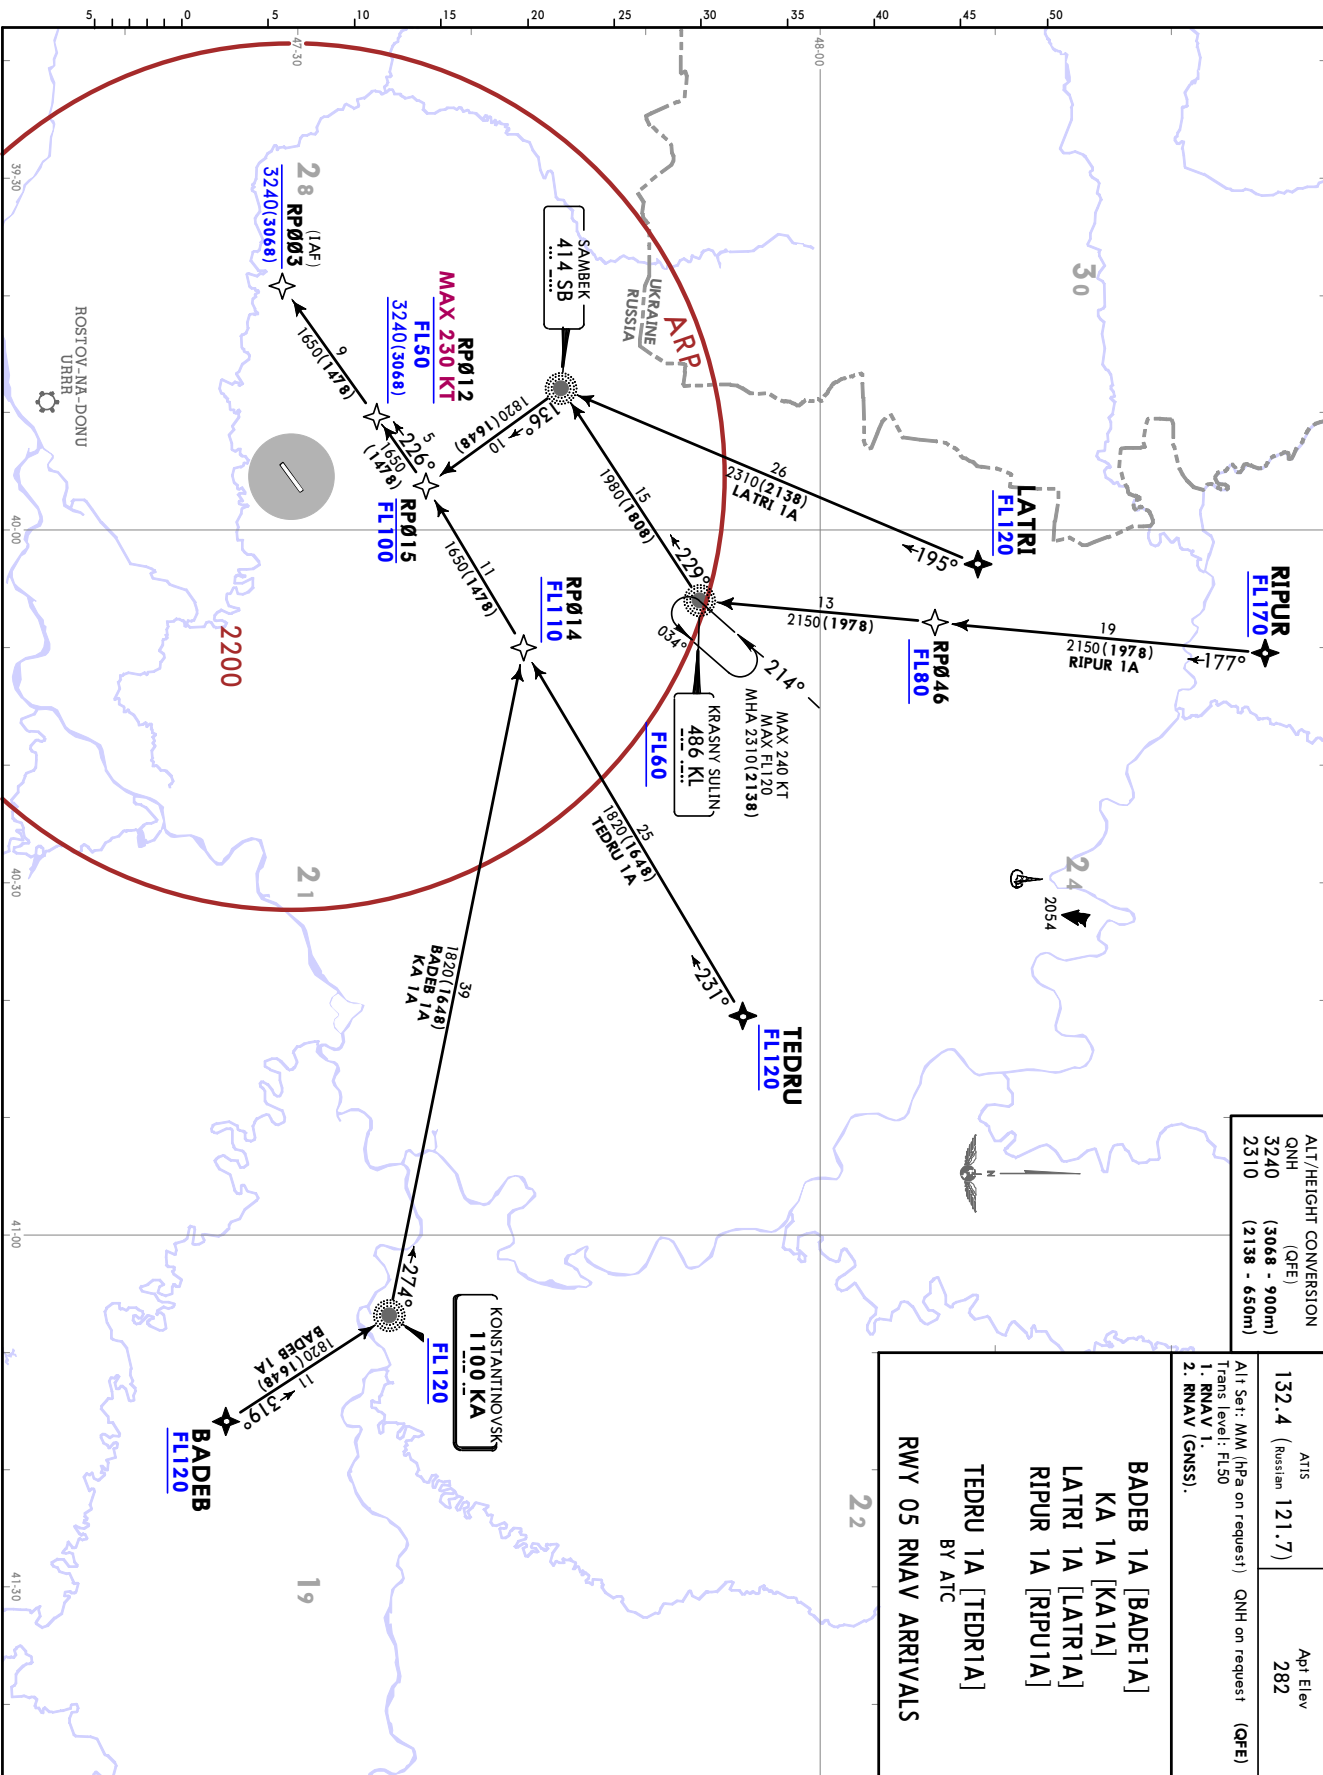 ATIS
132.4 (Russian 121.7)
Apt Elev
282
Alt Set: MM (hPa on request) QNH on request (QFE)
Trans level: FL50
1. RNAV 1.
2. RNAV (GNSS).
BADEB 1A [BADE1A]
KA 1A [KA1A]
LATRI 1A [LATR1A]
RIPUR 1A [RIPU1A]
TEDRU 1A [TEDR1A]
BY ATC
RWY 05 RNAV ARRIVALS
ALT/HEIGHT CONVERSION
QNH (QFE)
3240 (3068 - 900m)
2310 (2138 - 650m)
RIPUR
FL170
177°
19
2150(1978)
RIPUR 1A
RPØ46
FL80
13
2150(1978)
LATRI
FL120
195°
26
2310(2138)
LATRI 1A
30
24
2054
N
22
UKRAINE
RUSSIA
ARP
MAX 240 KT
MAX FL120
MHA 2310(2138)
214°
034°
KRASNY SULIN
486 KL
-.- .-..
FL60
229°
15
1980(1808)
SAMBEK
414 SB
... -...
136°
10
1820(1648)
TEDRU
FL120
231°
25
1820(1648)
TEDRU 1A
RPØ14
FL110
11
1650(1478)
RPØ15
FL100
226°
5
1650
(1478)
RPØ12
MAX 230 KT
FL50
3240(3068)
9
1650(1478)
(IAF)
RPØØ3
3240(3068)
28
KONSTANTINOVSK
1100 KA
-.- .-
FL120
274°
39
1820(1648)
BADEB 1A
KA 1A
BADEB
FL120
319°
11
1820(1648)
BADEB 1A
2200
21
19
ROSTOV-NA-DONU
URRR
48-00
47-30
39-30
40-00
40-30
41-00
41-30
5
0
5
10
15
20
25
30
35
40
45
50